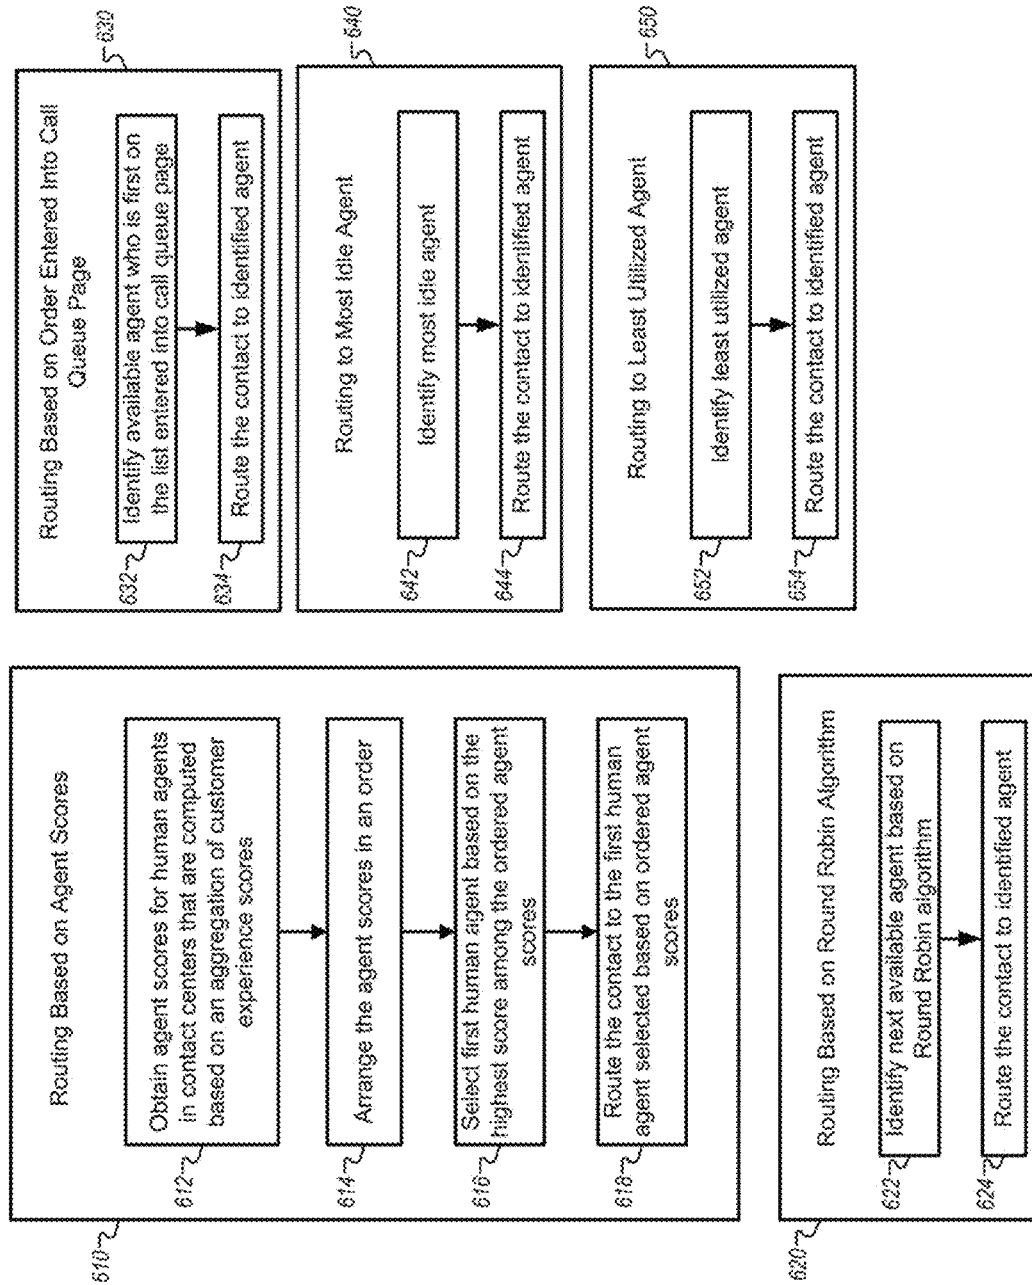 610
Routing Based on Agent Scores
612
Obtain agent scores for human agents
in contact centers that are computed
based on an aggregation of customer
experience scores
614
Arrange the agent scores in an order
616
Select first human agent based on the
highest score among the ordered agent
scores
618
Route the contact to the first human
agent selected based on ordered agent
scores
620
Routing Based on Round Robin Algorithm
622
Identify next available agent based on
Round Robin algorithm
624
Route the contact to identified agent
630
Routing Based on Order Entered Into Call
Queue Page
632
Identify available agent who is first on
the list entered into call queue page
634
Route the contact to identified agent
640
Routing to Most Idle Agent
642
Identify most idle agent
644
Route the contact to identified agent
650
Routing to Least Utilized Agent
652
Identify least utilized agent
654
Route the contact to identified agent